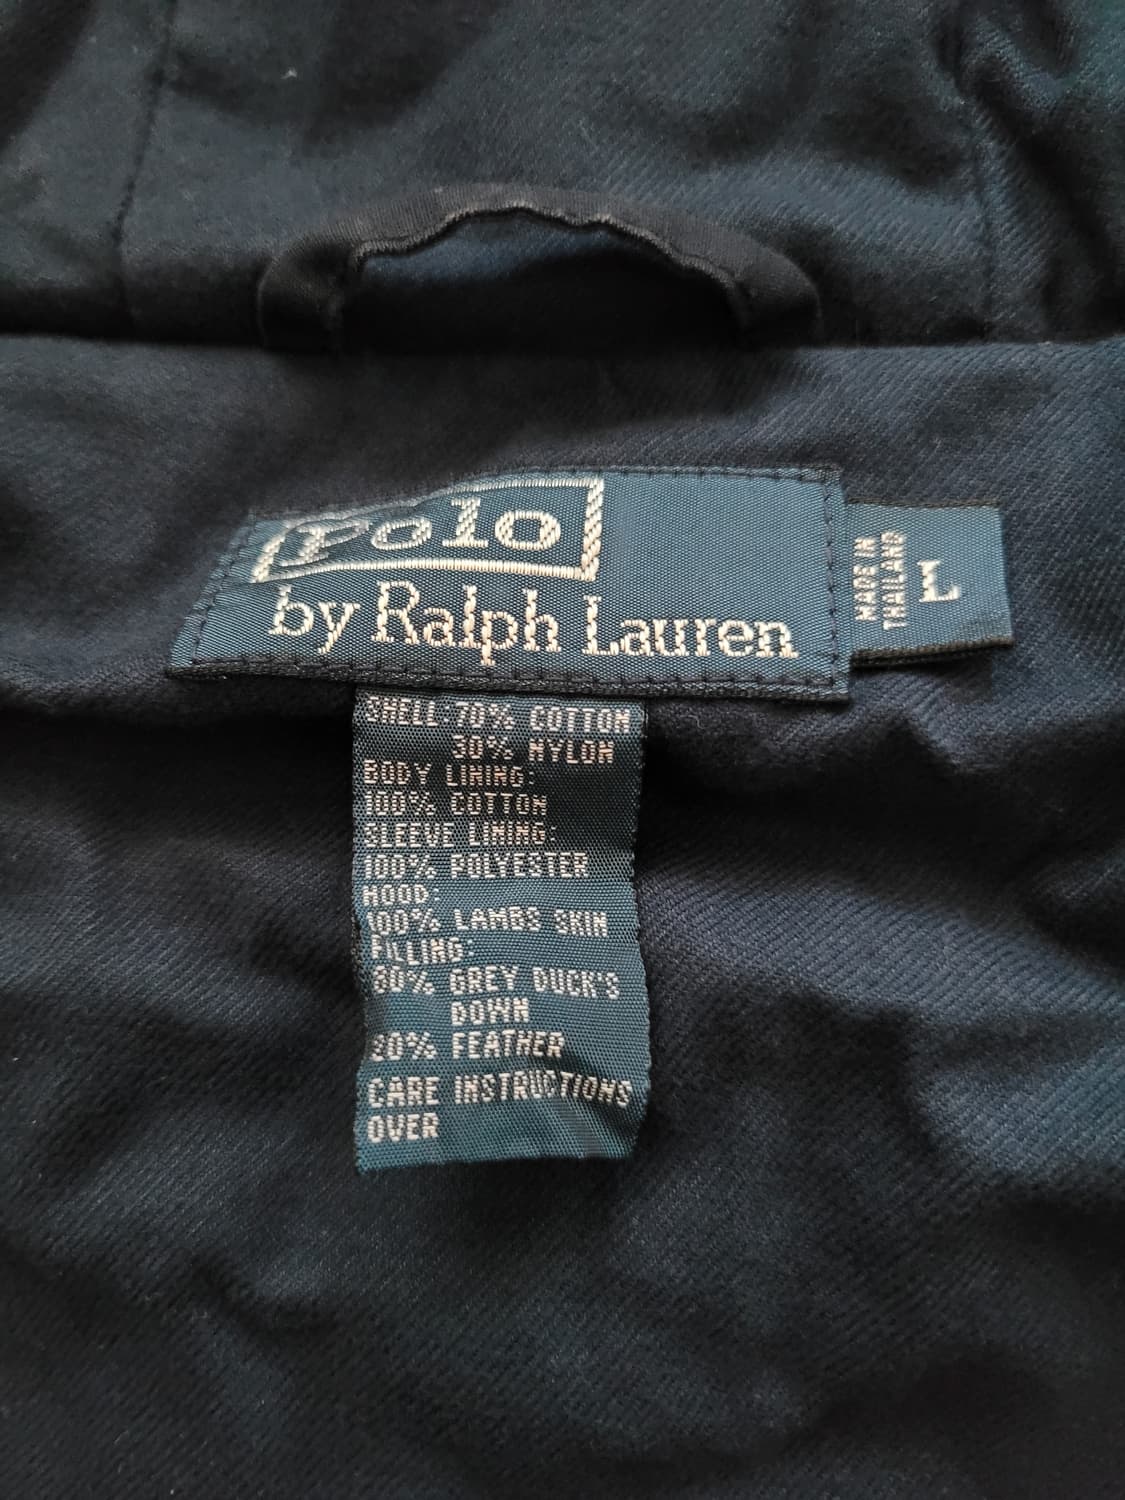 Polo
by Ralph Lauren
MADE IN
THAILAND
L
SHELL: 70% COTTON
30% NYLON
BODY LINING:
100% COTTON
SLEEVE LINING:
100% POLYESTER
HOOD:
100% LAMBS SKIN
FILLING:
80% GREY DUCK'S
DOWN
20% FEATHER
CARE INSTRUCTIONS
OVER